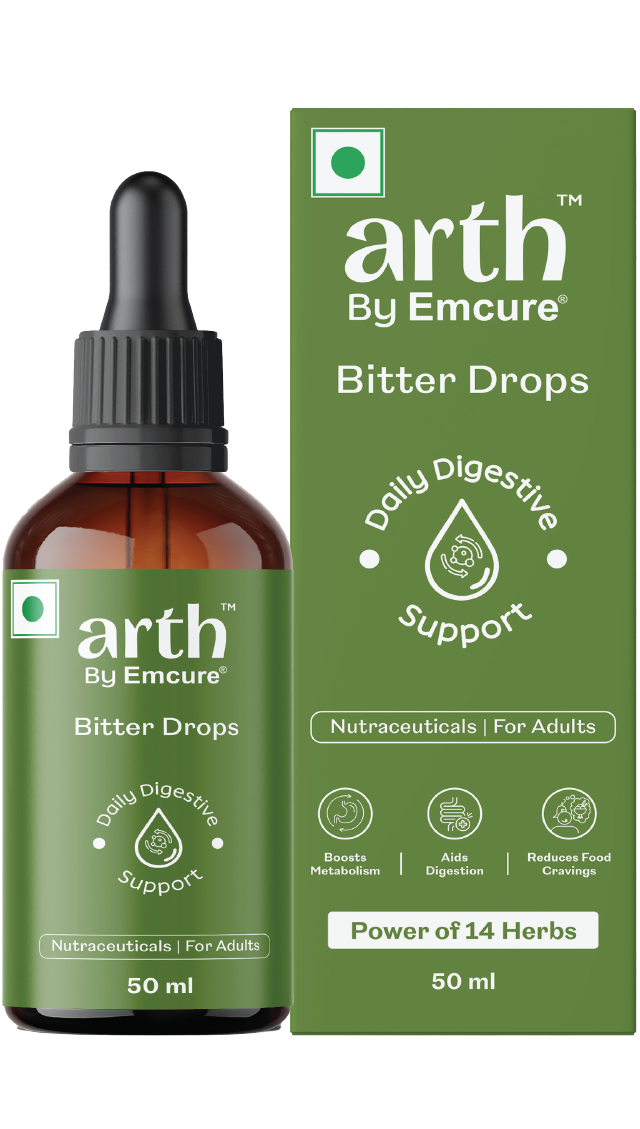 arth™
By Emcure®
Bitter Drops
Daily Digestive
Support
Nutraceuticals | For Adults
50 ml
arth™
By Emcure®
Bitter Drops
Daily Digestive
Support
Nutraceuticals | For Adults
Boosts
Metabolism
Aids
Digestion
Reduces Food
Cravings
Power of 14 Herbs
50 ml